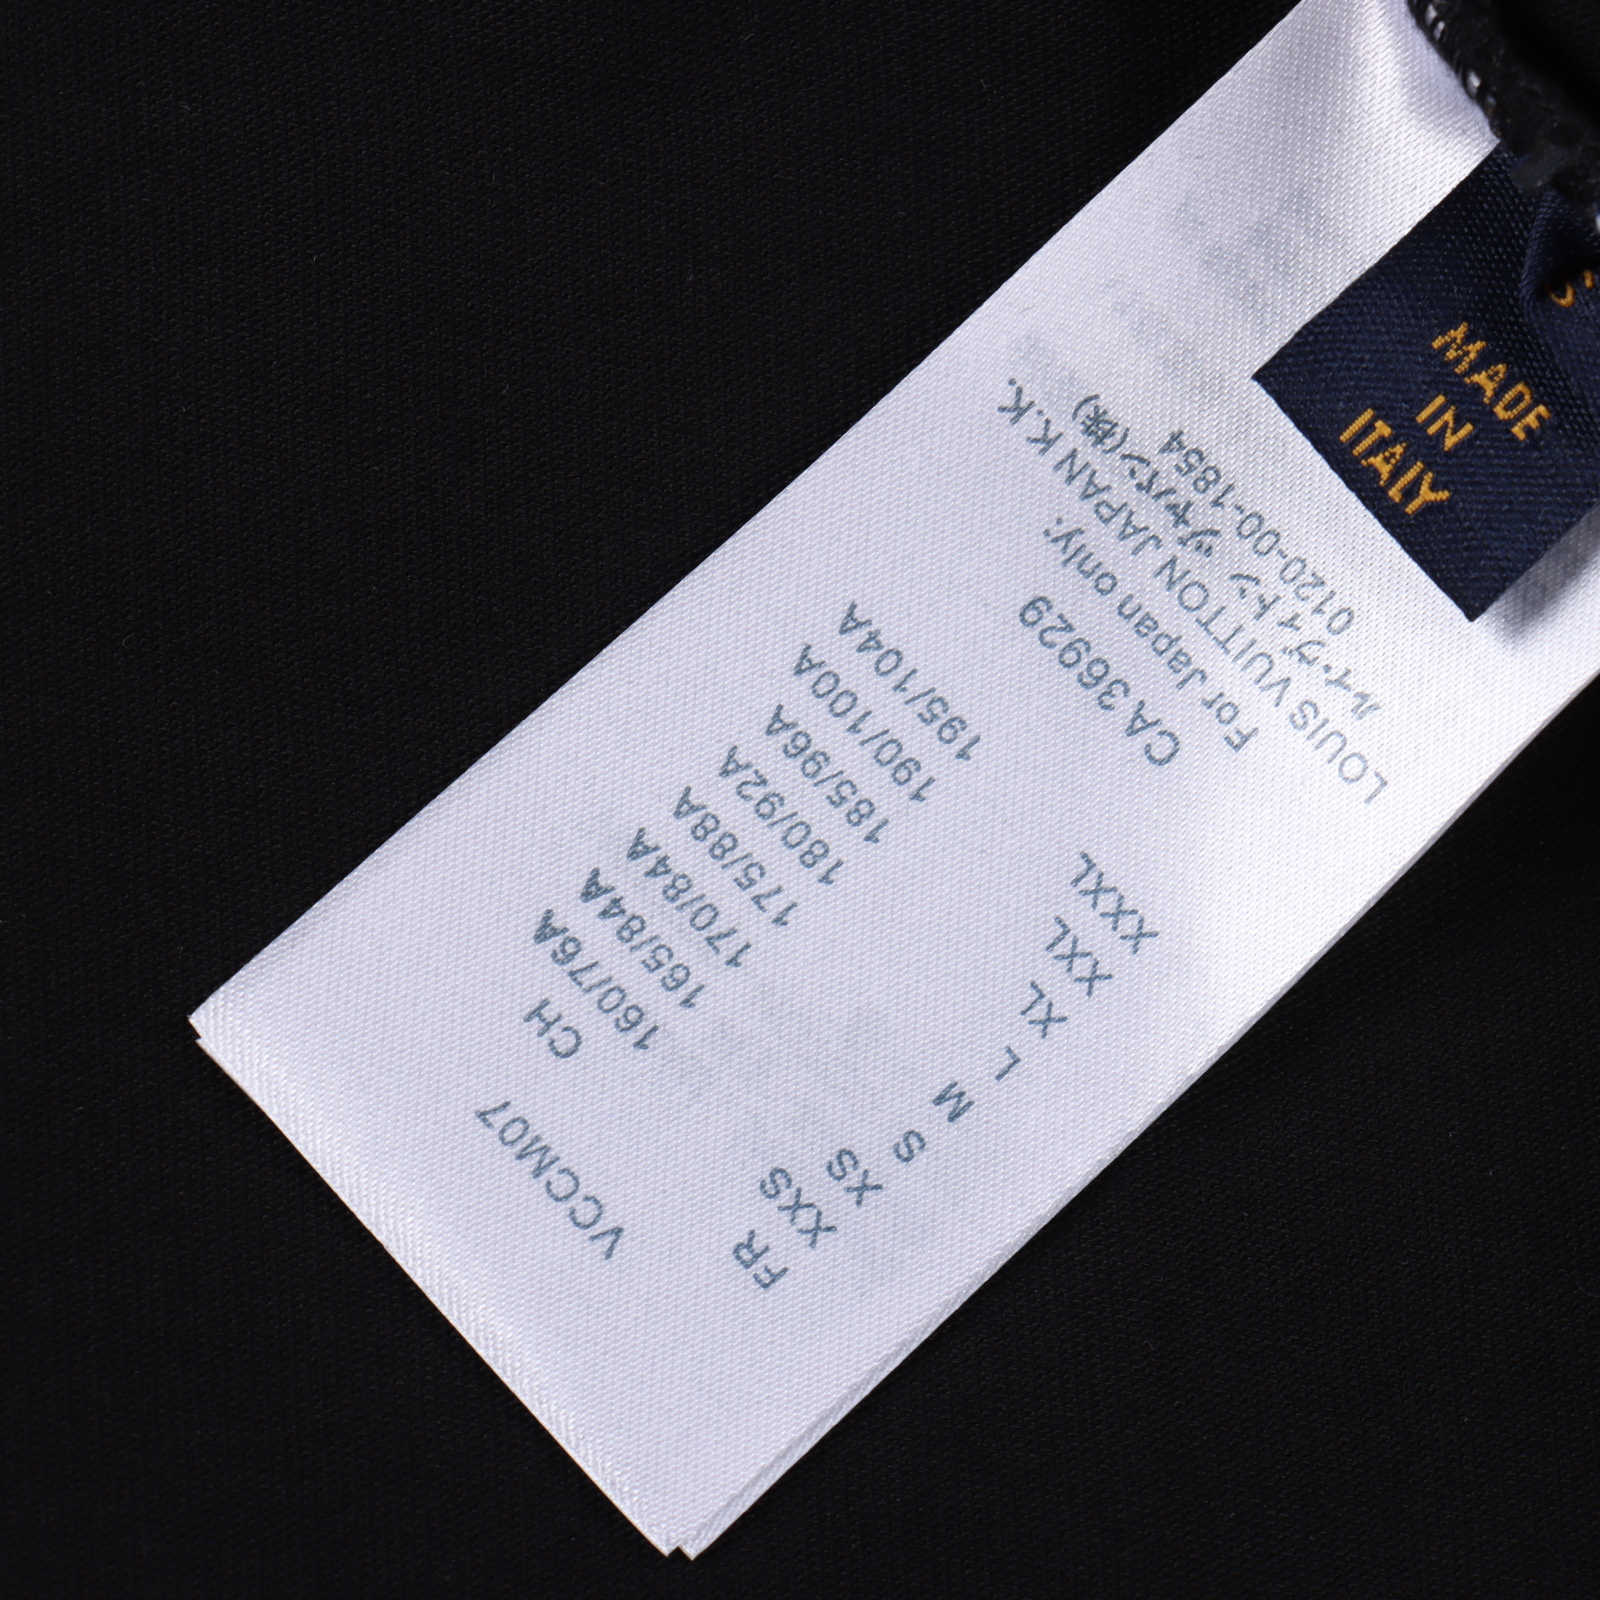 VCCM07
FR CH
XXS 160/76A
XS 165/84A
S 170/84A
M 175/88A
L 180/92A
XL 185/96A
XXL 190/100A
XXXL 195/104A
CA 36929
For Japan only:
LOUIS VUITTON JAPAN K.K.
ルイ・ヴィトン ジャパン(株)
0120-00-1854
S
MADE
IN
ITALY